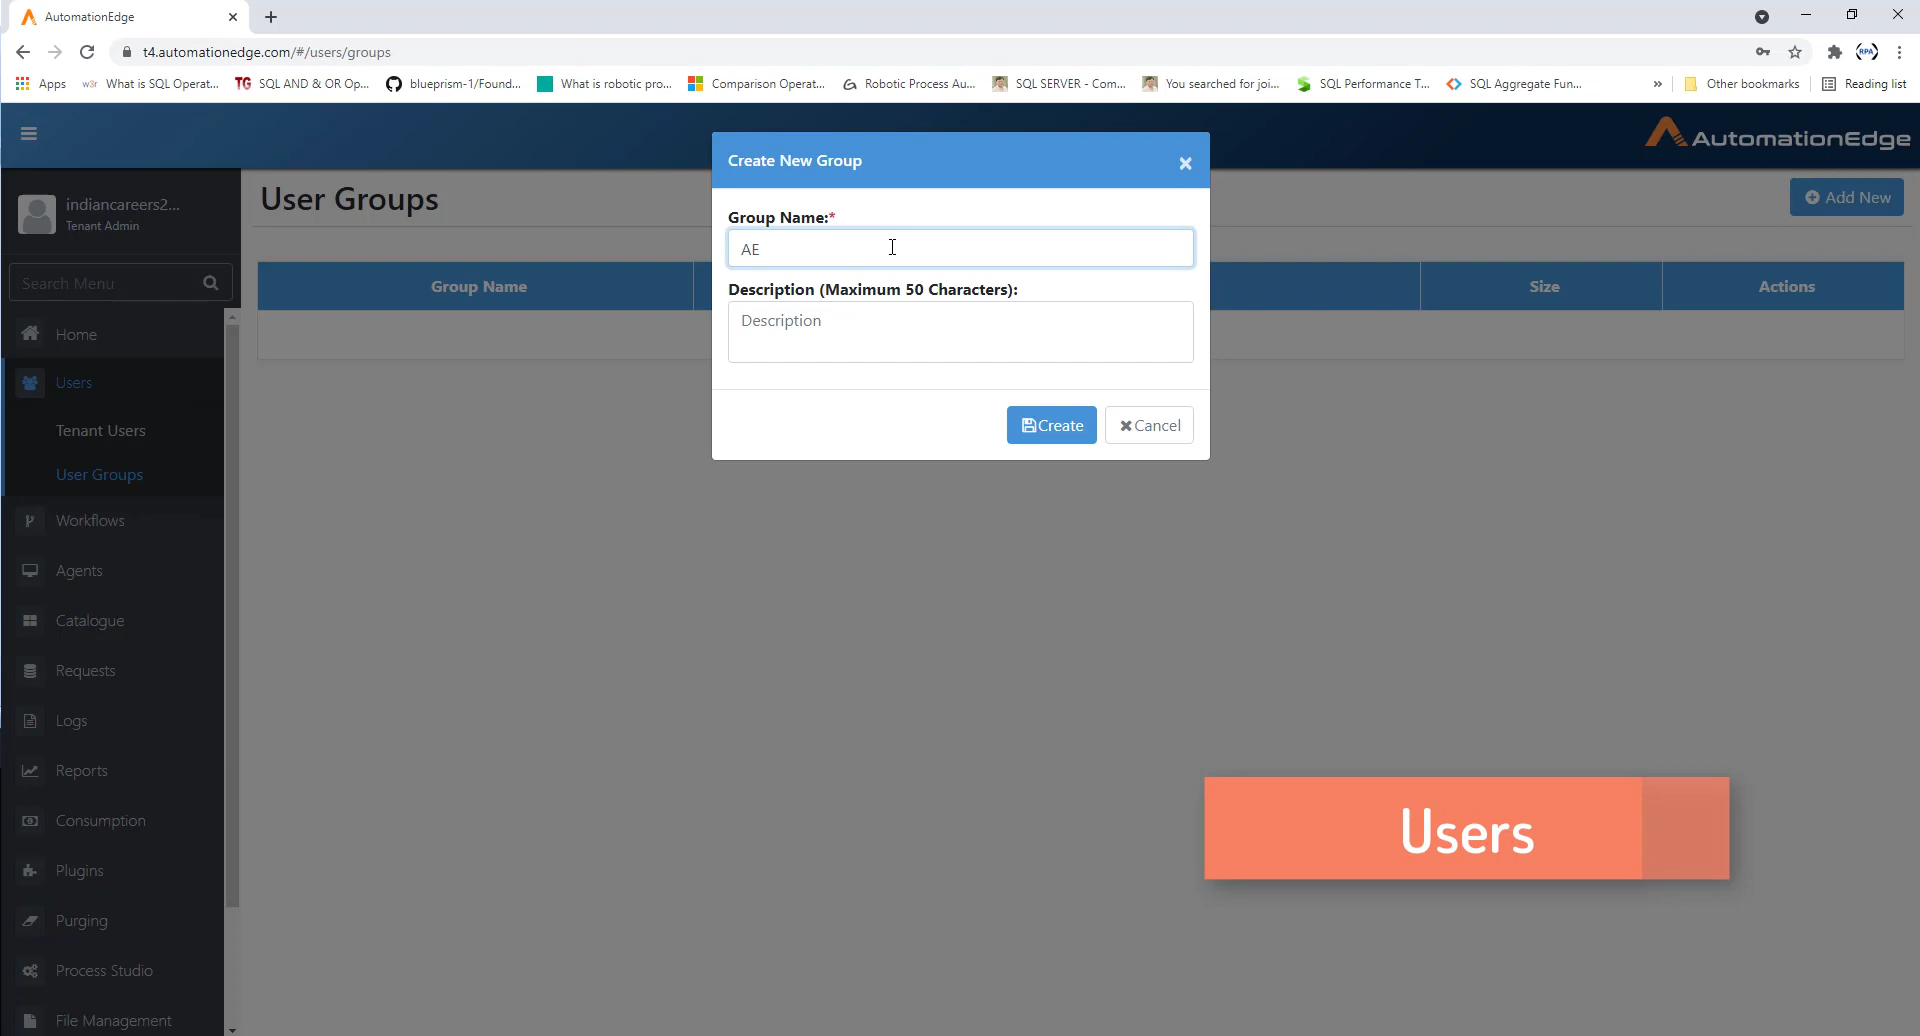 AutomationEdge
t4.automationedge.com/#/users/groups
Apps
w3r What is SQL Operat...
TG SQL AND & OR Op...
blueprism-1/Found...
What is robotic pro...
Comparison Operat...
Robotic Process Au...
SQL SERVER - Com...
You searched for joi...
SQL Performance T...
SQL Aggregate Fun...
»
Other bookmarks
Reading list
RPA
AutomationEdge
indiancareers2...
Tenant Admin
Search Menu
Home
Users
Tenant Users
User Groups
Workflows
Agents
Catalogue
Requests
Logs
Reports
Consumption
Plugins
Purging
Process Studio
File Management
User Groups
Add New
Group Name
Size
Actions
Create New Group
Group Name:*
AE
Description (Maximum 50 Characters):
Description
Create
Cancel
Users